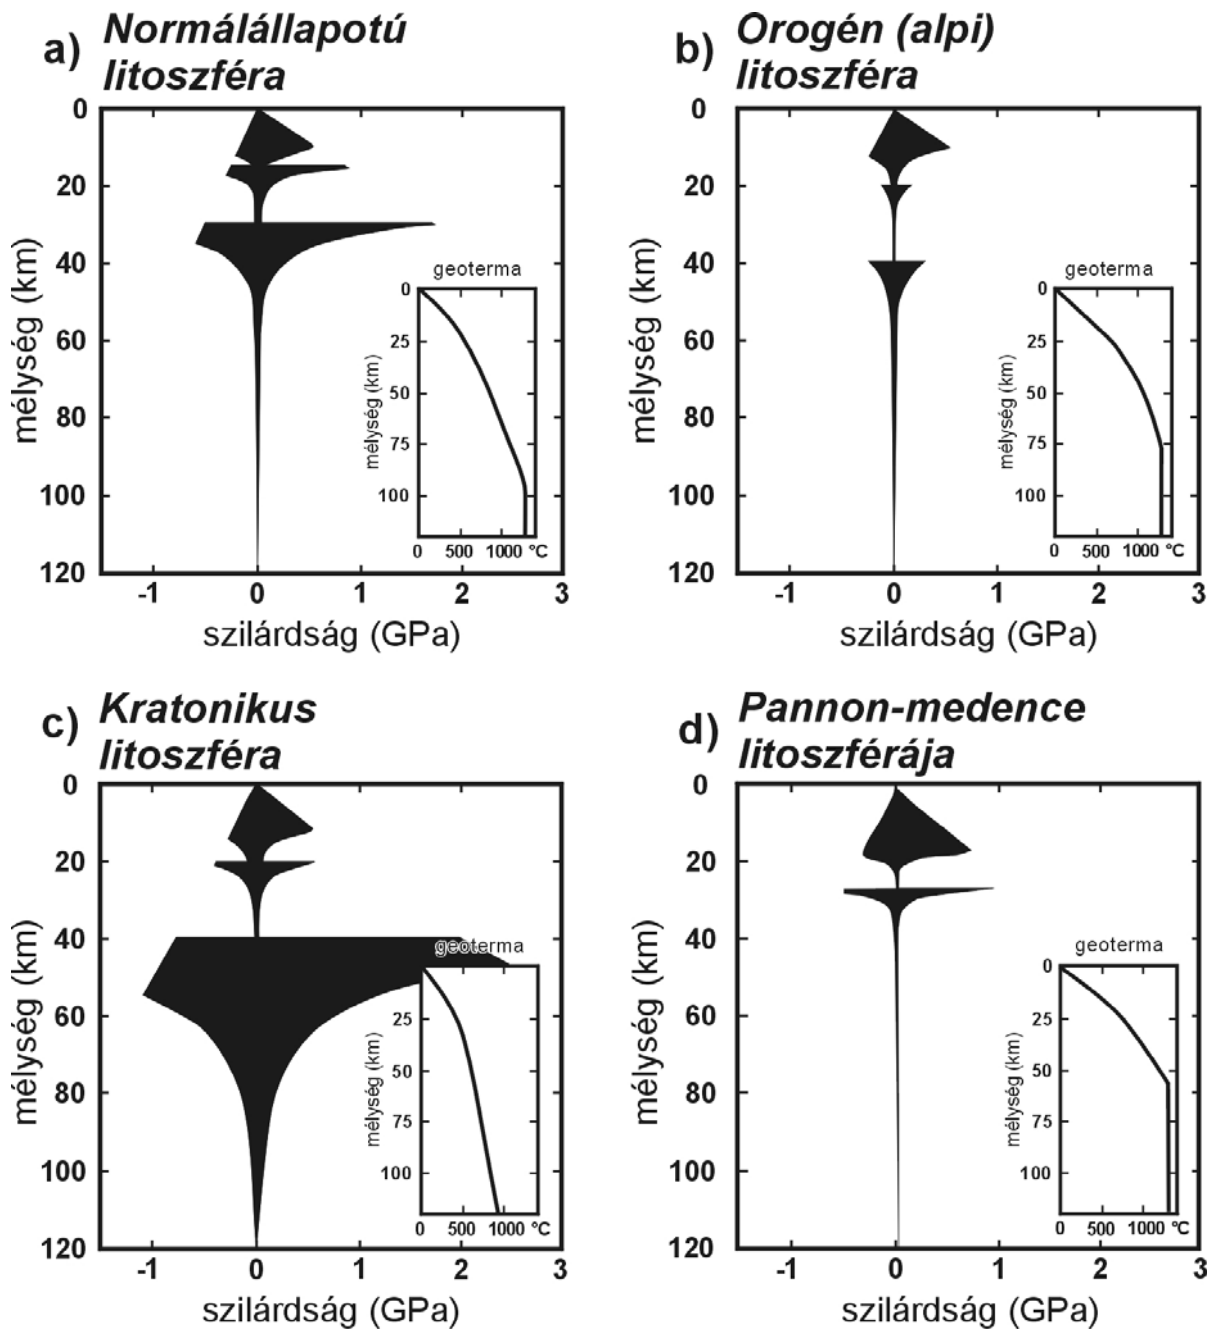 a) Normálállapotú
litoszféra
0
20
40
60
80
100
120
mélység (km)
-1 0 1 2 3
szilárdság (GPa)
geoterma
0
25
50
75
100
mélység (km)
0 500 1000 °C
b) Orogén (alpi)
litoszféra
0
20
40
60
80
100
120
mélység (km)
-1 0 1 2 3
szilárdság (GPa)
geoterma
0
25
50
75
100
mélység (km)
0 500 1000 °C
c) Kratonikus
litoszféra
0
20
40
60
80
100
120
mélység (km)
-1 0 1 2 3
szilárdság (GPa)
geoterma
0
25
50
75
100
mélység (km)
0 500 1000 °C
d) Pannon-medence
litoszférája
0
20
40
60
80
100
120
mélység (km)
-1 0 1 2 3
szilárdság (GPa)
geoterma
0
25
50
75
100
mélység (km)
0 500 1000 °C